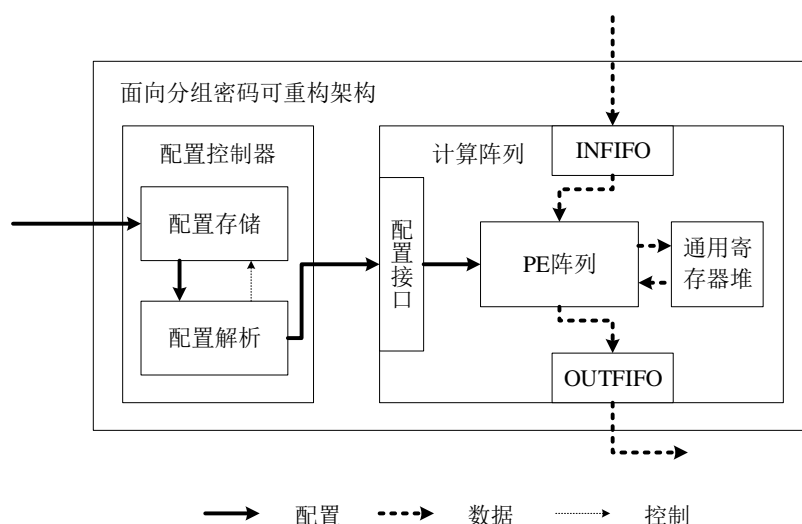 面向分组密码可重构架构
配置控制器
配置存储
配置解析
计算阵列
INFIFO
配置接口
PE阵列
通用寄
存器堆
OUTFIFO
配置
数据
控制